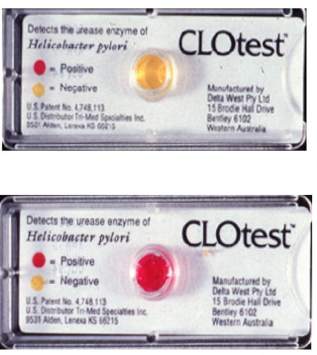 Detects the urease enzyme of
Helicobacter pylori
= Positive
= Negative
U.S. Patent No. 4,748,113
U.S. Distributor Tri-Med Specialties Inc.
9531 Alden, Lenexa KS 66215
CLOtest™
Manufactured by
Delta West Pty Ltd
15 Brodie Hall Drive
Bentley 6102
Western Australia
Detects the urease enzyme of
Helicobacter pylori
= Positive
= Negative
U.S. Patent No. 4,748,113
U.S. Distributor Tri-Med Specialties Inc.
9531 Alden, Lenexa KS 66215
CLOtest™
Manufactured by
Delta West Pty Ltd
15 Brodie Hall Drive
Bentley 6102
Western Australia